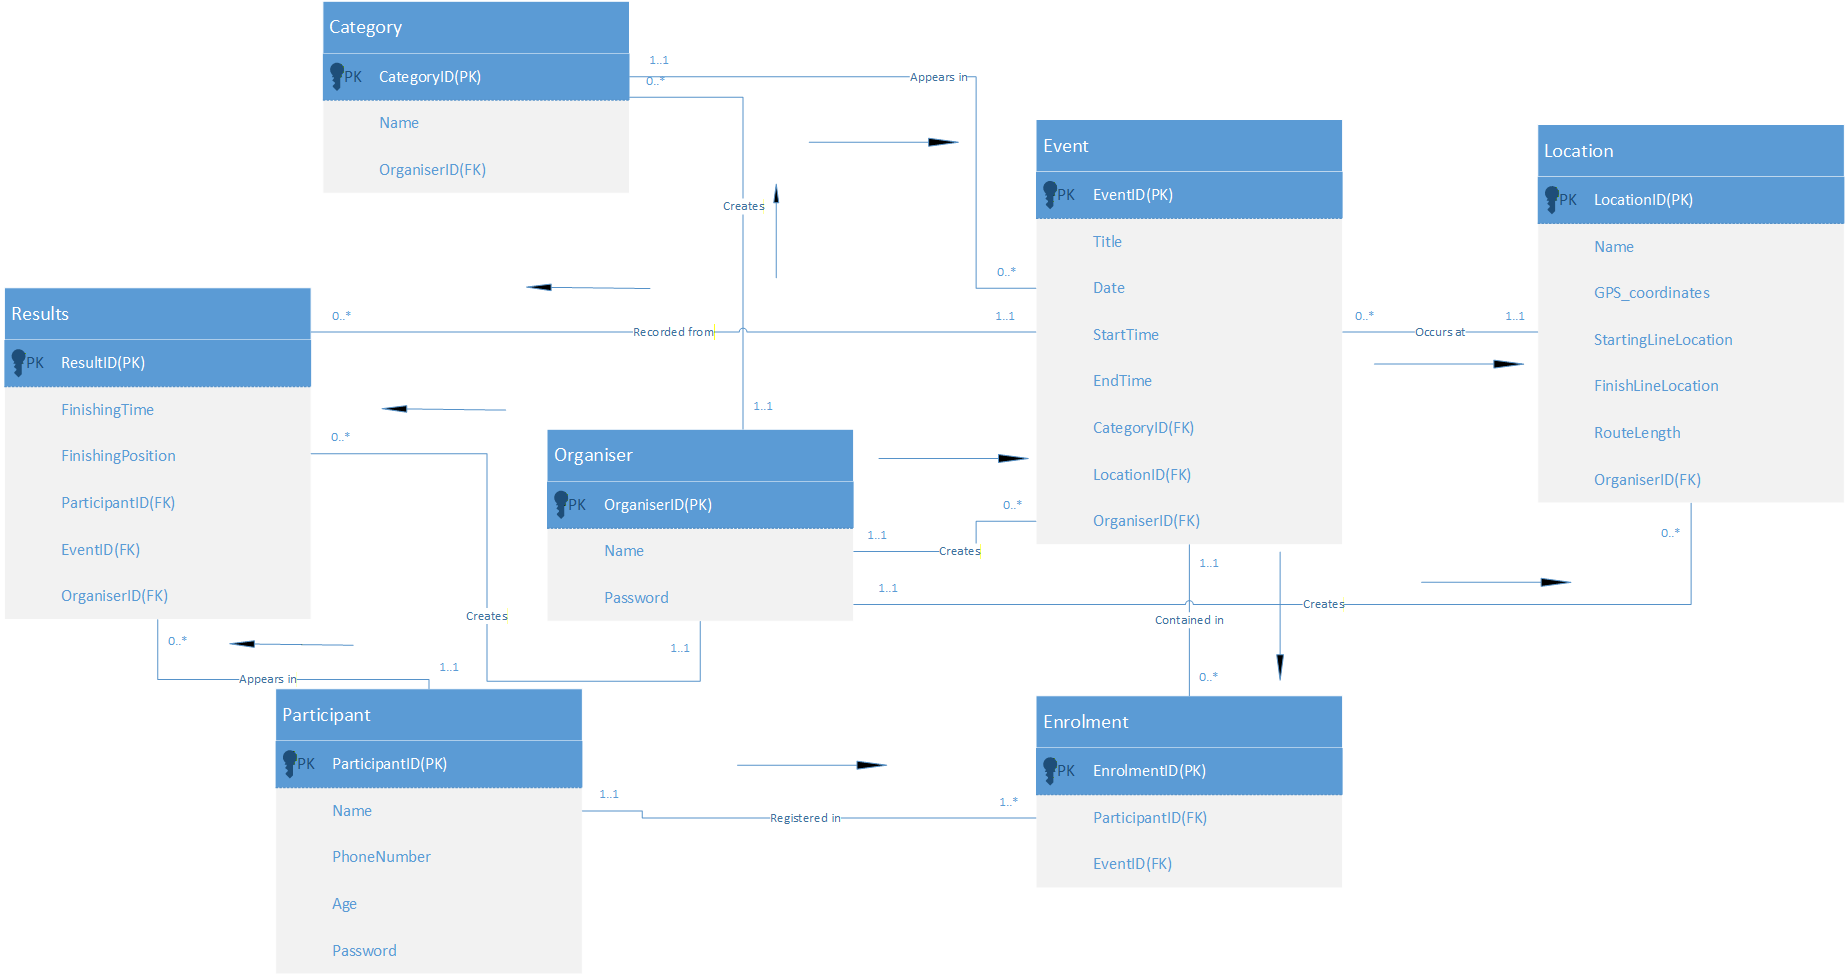 Category
PK CategoryID(PK)
Name
OrganiserID(FK)
1..1
0..*
Appears in
Creates
Event
PK EventID(PK)
Title
Date
StartTime
EndTime
CategoryID(FK)
LocationID(FK)
OrganiserID(FK)
0..*
1..1
0..*
Location
PK LocationID(PK)
Name
GPS_coordinates
StartingLineLocation
FinishLineLocation
RouteLength
OrganiserID(FK)
0..*
Occurs at
1..1
0..*
Results
PK ResultID(PK)
FinishingTime
FinishingPosition
ParticipantID(FK)
EventID(FK)
OrganiserID(FK)
0..*
Recorded from
0..*
Creates
0..*
Appears in
1..1
Organiser
PK OrganiserID(PK)
Name
Password
1..1
1..1
Creates
1..1
Creates
1..1
1..1
Contained in
0..*
Participant
PK ParticipantID(PK)
Name
PhoneNumber
Age
Password
1..1
Registered in
1..*
Enrolment
PK EnrolmentID(PK)
ParticipantID(FK)
EventID(FK)